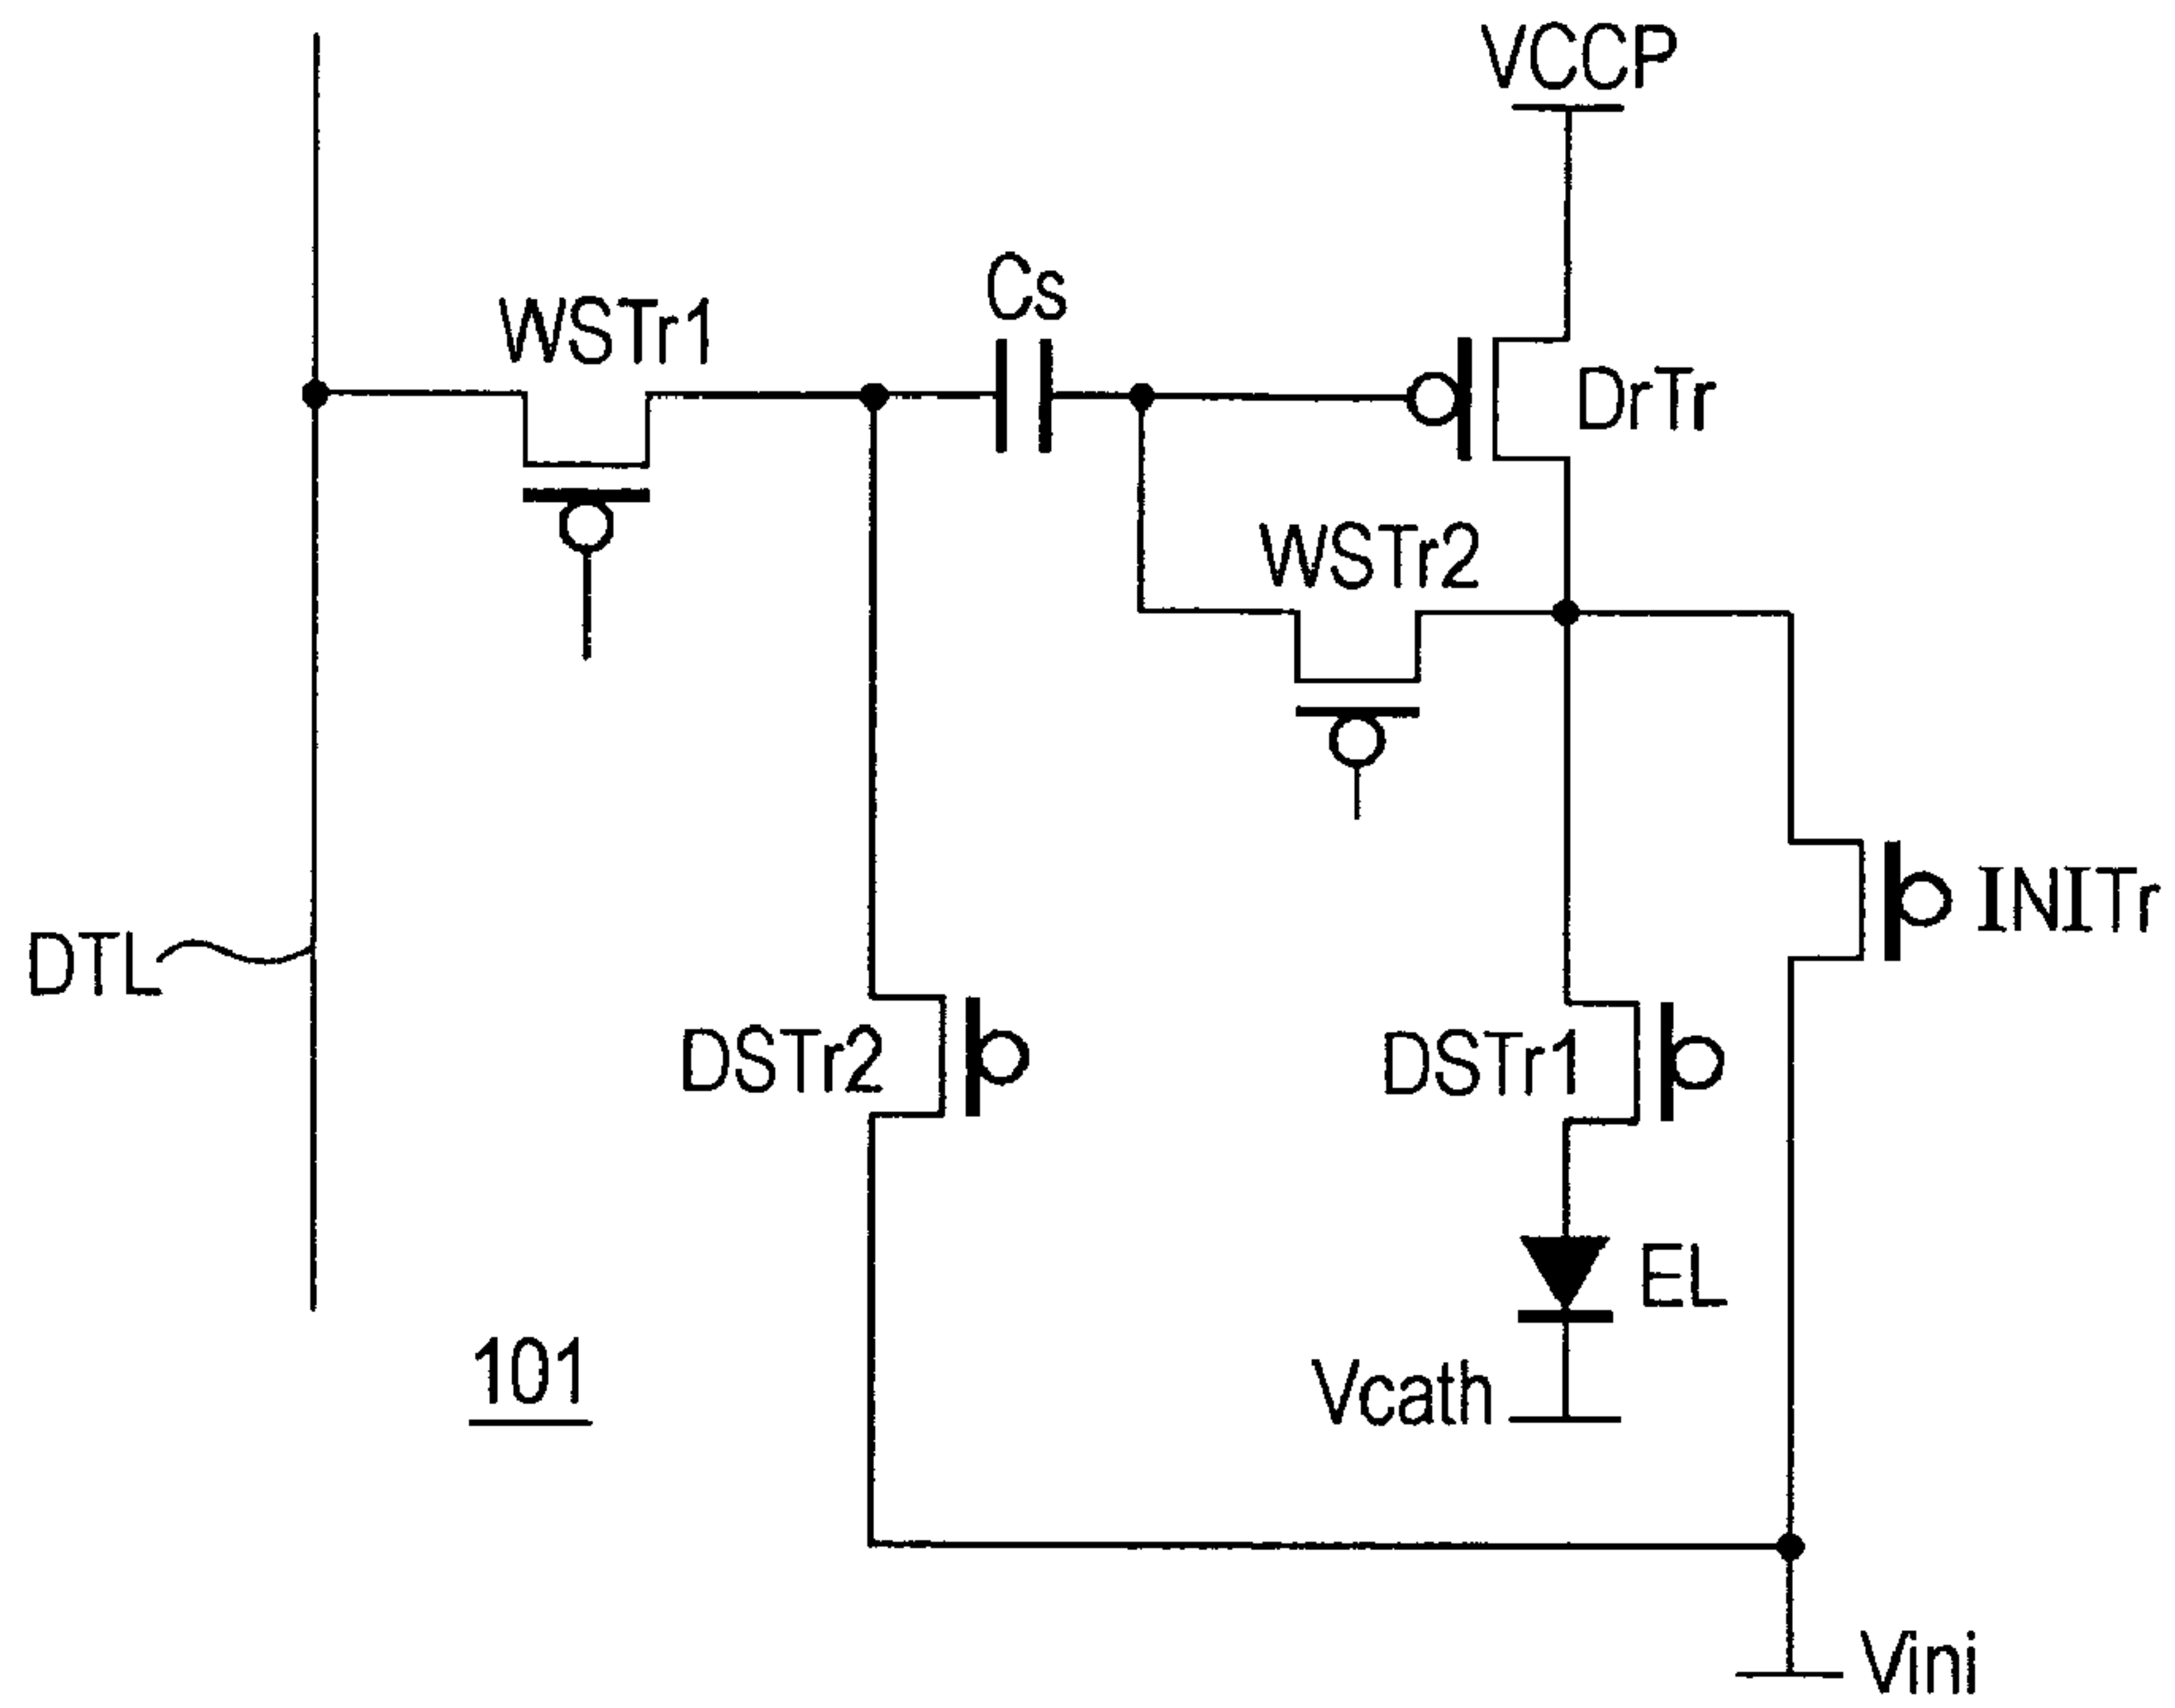 VCCP
Cs
WSTr1
DrTr
WSTr2
INITr
DTL
DSTr2
DSTr1
EL
101
Vcath
Vini